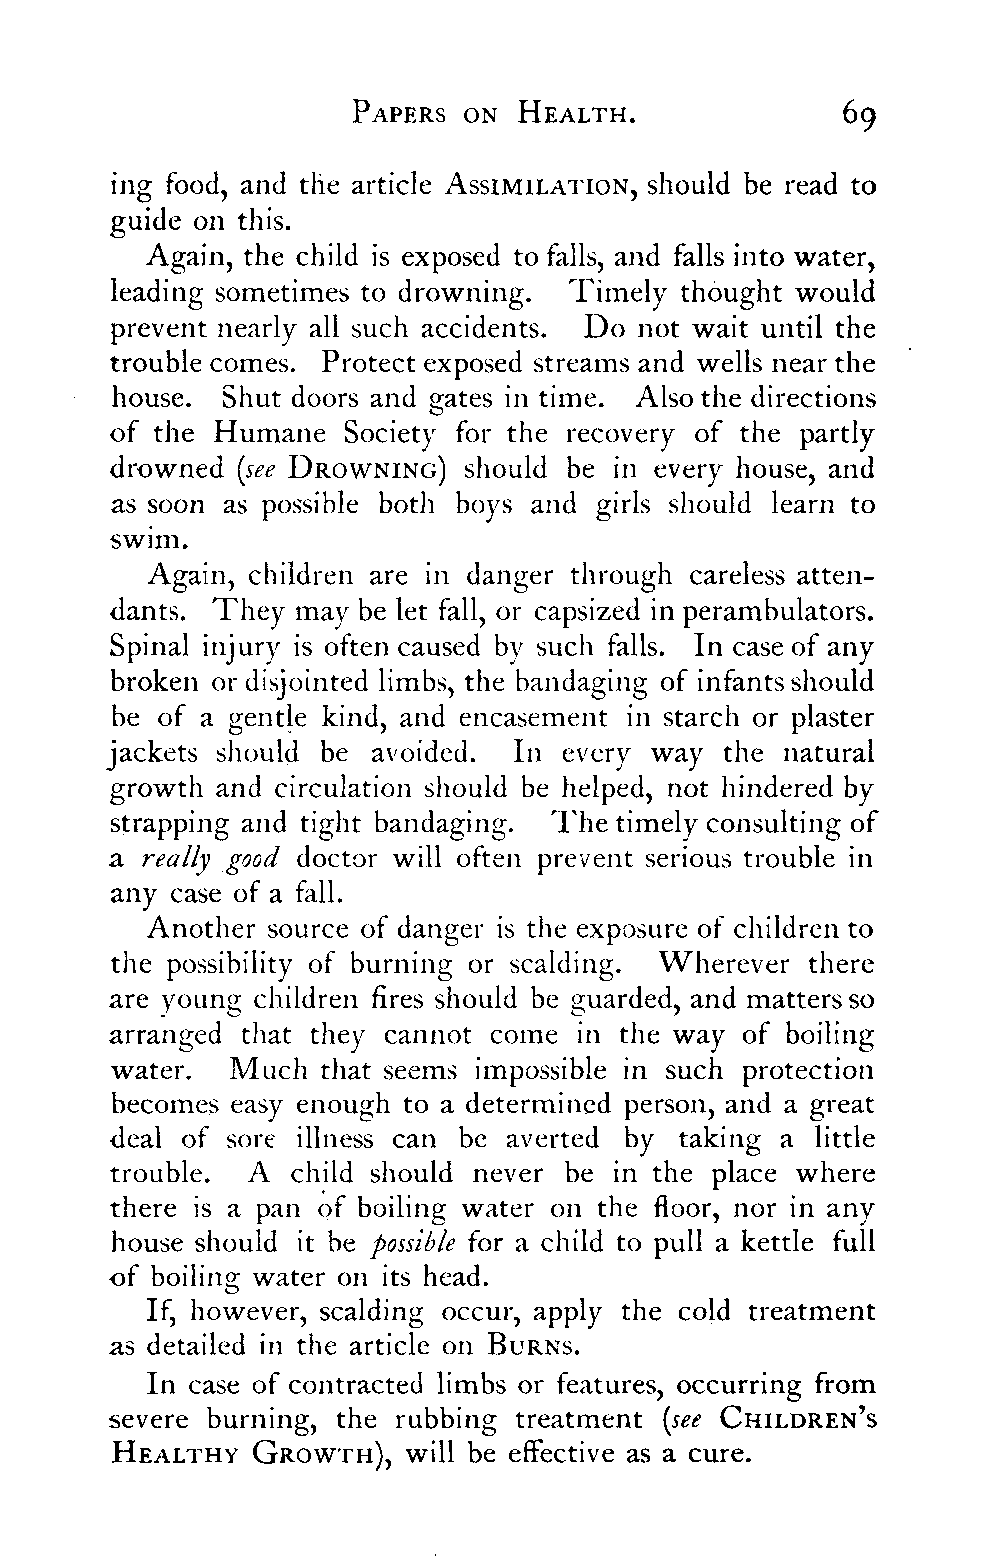 PAPERS ON HEALTH. 69
ing food, and the article ASSIMILATION, should be read to
guide on this.
Again, the child is exposed to falls, and falls into water,
leading sometimes to drowning. Timely thought would
prevent nearly all such accidents. Do not wait until the
trouble comes. Protect exposed streams and wells near the
house. Shut doors and gates in time. Also the directions
of the Humane Society for the recovery of the partly
drowned (see DROWNING) should be in every house, and
as soon as possible both boys and girls should learn to
swim.
Again, children are in danger through careless atten-
dants. They may be let fall, or capsized in perambulators.
Spinal injury is often caused by such falls. In case of any
broken or disjointed limbs, the bandaging of infants should
be of a gentle kind, and encasement in starch or plaster
jackets should be avoided. In every way the natural
growth and circulation should be helped, not hindered by
strapping and tight bandaging. The timely consulting of
a really good doctor will often prevent serious trouble in
any case of a fall.
Another source of danger is the exposure of children to
the possibility of burning or scalding. Wherever there
are young children fires should be guarded, and matters so
arranged that they cannot come in the way of boiling
water. Much that seems impossible in such protection
becomes easy enough to a determined person, and a great
deal of sore illness can be averted by taking a little
trouble. A child should never be in the place where
there is a pan of boiling water on the floor, nor in any
house should it be possible for a child to pull a kettle full
of boiling water on its head.
If, however, scalding occur, apply the cold treatment
as detailed in the article on BURNS.
In case of contracted limbs or features, occurring from
severe burning, the rubbing treatment (see CHILDREN'S
HEALTHY GROWTH), will be effective as a cure.